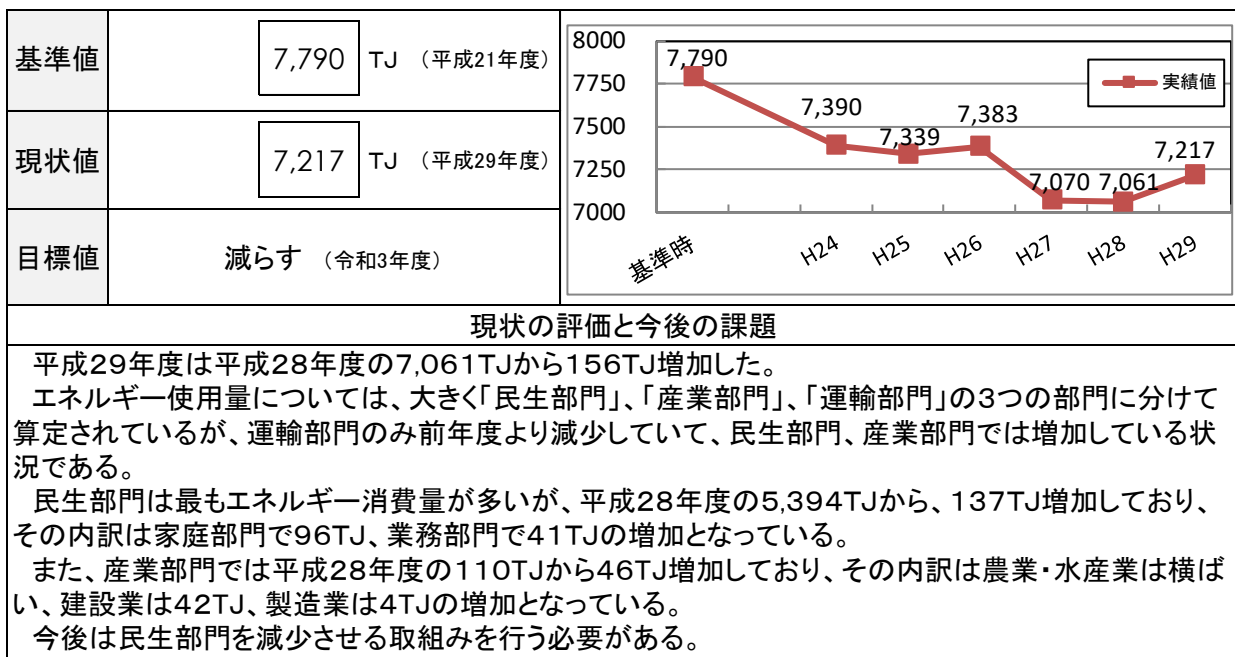 基準値
7,790 TJ （平成21年度）
現状値
7,217 TJ （平成29年度）
目標値
減らす （令和3年度）
8000
7750
7500
7250
7000
7,790
7,390
7,339
7,383
7,070
7,061
7,217
実績値
基準時
H24
H25
H26
H27
H28
H29
現状の評価と今後の課題
平成29年度は平成28年度の7,061TJから156TJ増加した。
エネルギー使用量については、大きく「民生部門」、「産業部門」、「運輸部門」の3つの部門に分けて
算定されているが、運輸部門のみ前年度より減少していて、民生部門、産業部門では増加している状
況である。
民生部門は最もエネルギー消費量が多いが、平成28年度の5,394TJから、137TJ増加しており、
その内訳は家庭部門で96TJ、業務部門で41TJの増加となっている。
また、産業部門では平成28年度の110TJから46TJ増加しており、その内訳は農業・水産業は横ば
い、建設業は42TJ、製造業は4TJの増加となっている。
今後は民生部門を減少させる取組みを行う必要がある。